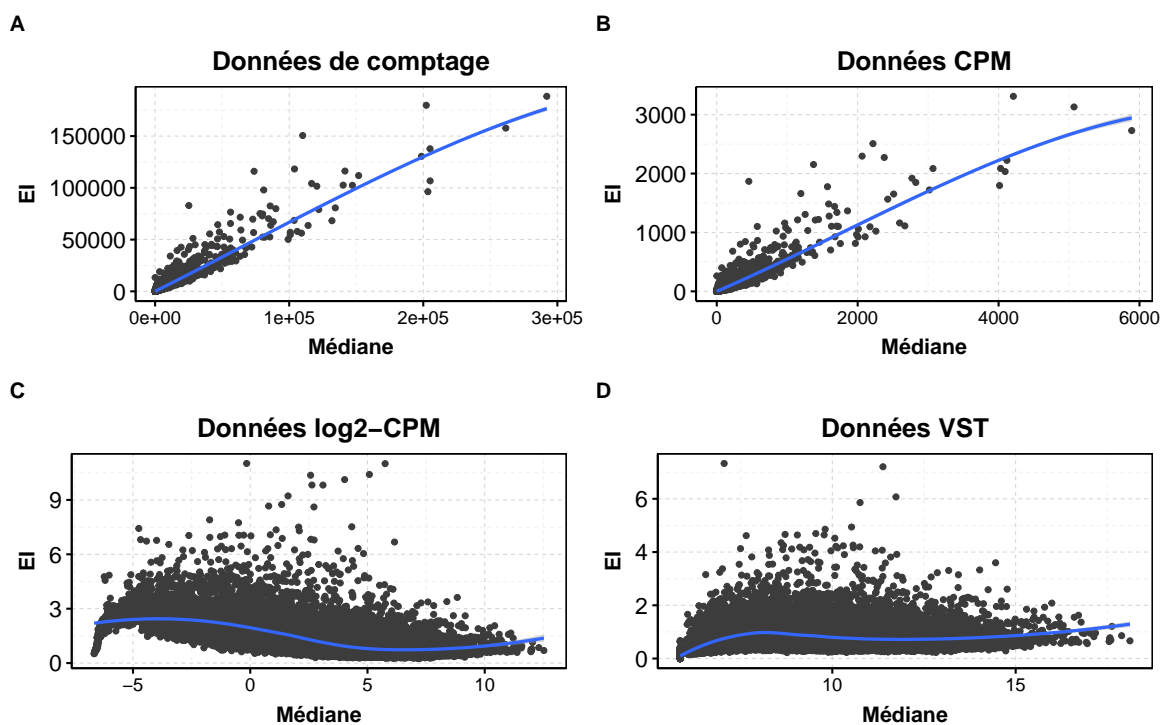 A
Données de comptage
EI
150000
100000
50000
0
0e+00 1e+05 2e+05 3e+05
Médiane
B
Données CPM
EI
3000
2000
1000
0
0 2000 4000 6000
Médiane
C
Données log2−CPM
EI
9
6
3
0
−5 0 5 10
Médiane
D
Données VST
EI
6
4
2
0
10 15
Médiane